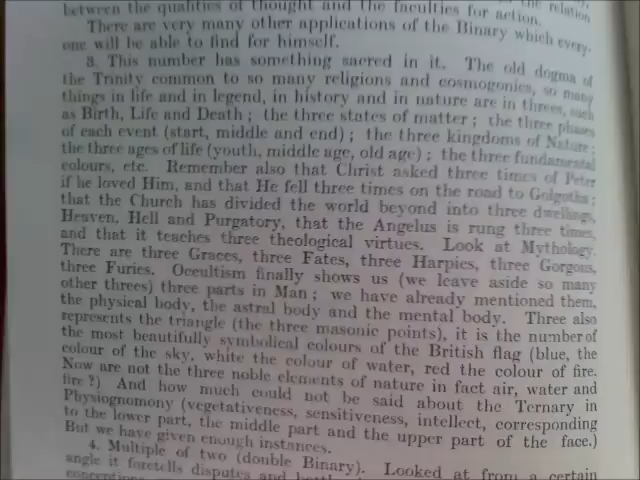 between the qualities of thought and the faculties for action.
There are very many other applications of the Binary which every-
one will be able to find for himself.
3. This number has something sacred in it. The old dogma of
the Trinity common to so many religions and cosmogonies, so many
things in life and in legend, in history and in nature are in threes, such
as Birth, Life and Death; the three states of matter; the three phases
of each event (start, middle and end); the three kingdoms of Nature;
the three ages of life (youth, middle age, old age); the three fundamental
colours, etc. Remember also that Christ asked three times of Peter
if he loved Him, and that He fell three times on the road to Golgotha;
that the Church has divided the world beyond into three dwellings,
Heaven, Hell and Purgatory, that the Angelus is rung three times,
and that it teaches three theological virtues. Look at Mythology.
There are three Graces, three Fates, three Harpies, three Gorgons,
three Furies. Occultism finally shows us (we leave aside so many
other threes) three parts in Man; we have already mentioned them,
the physical body, the astral body and the mental body. Three also
represents the triangle (the three masonic points), it is the number of
the most beautifully symbolical colours of the British flag (blue, the
colour of the sky, white the colour of water, red the colour of fire.
Now are not the three noble elements of nature in fact air, water and
fire?) And how much could not be said about the Ternary in
Physiognomony (vegetativeness, sensitiveness, intellect, corresponding
to the lower part, the middle part and the upper part of the face.)
But we have given enough instances.
4. Multiple of two (double Binary). Looked at from a certain
angle it foretells disputes and